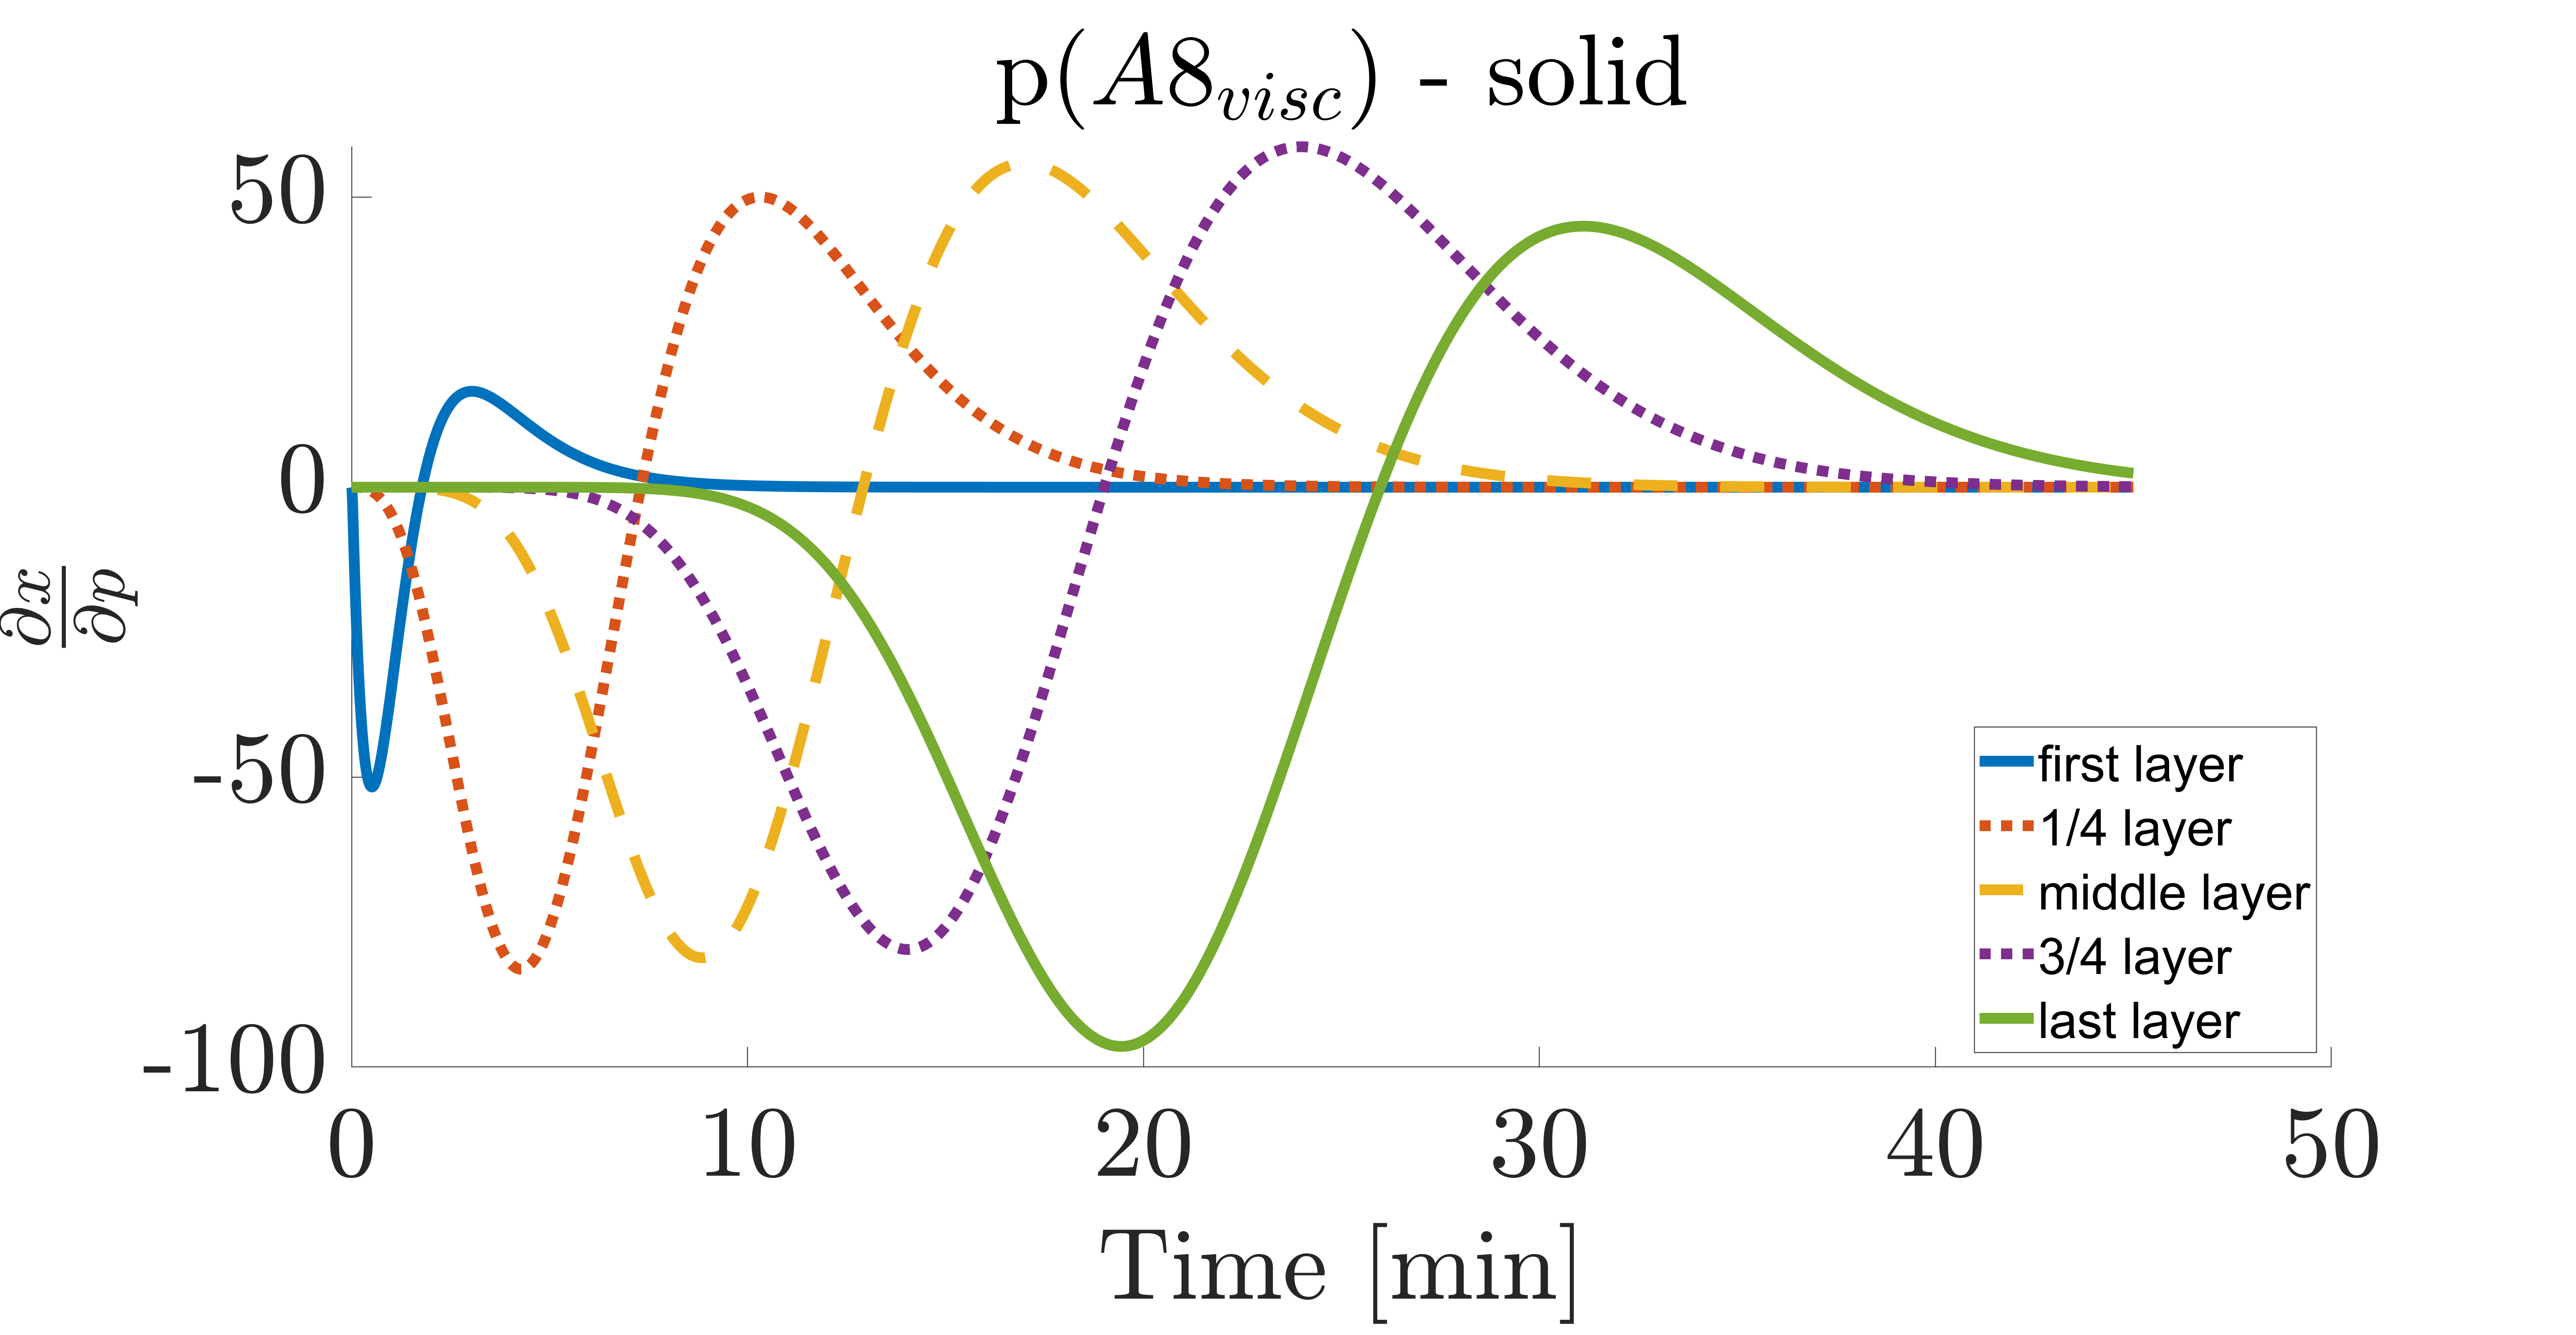 p(A8visc) - solid
50
0
-50
-100
∂x
∂p
0 10 20 30 40 50
Time [min]
first layer
1/4 layer
middle layer
3/4 layer
last layer